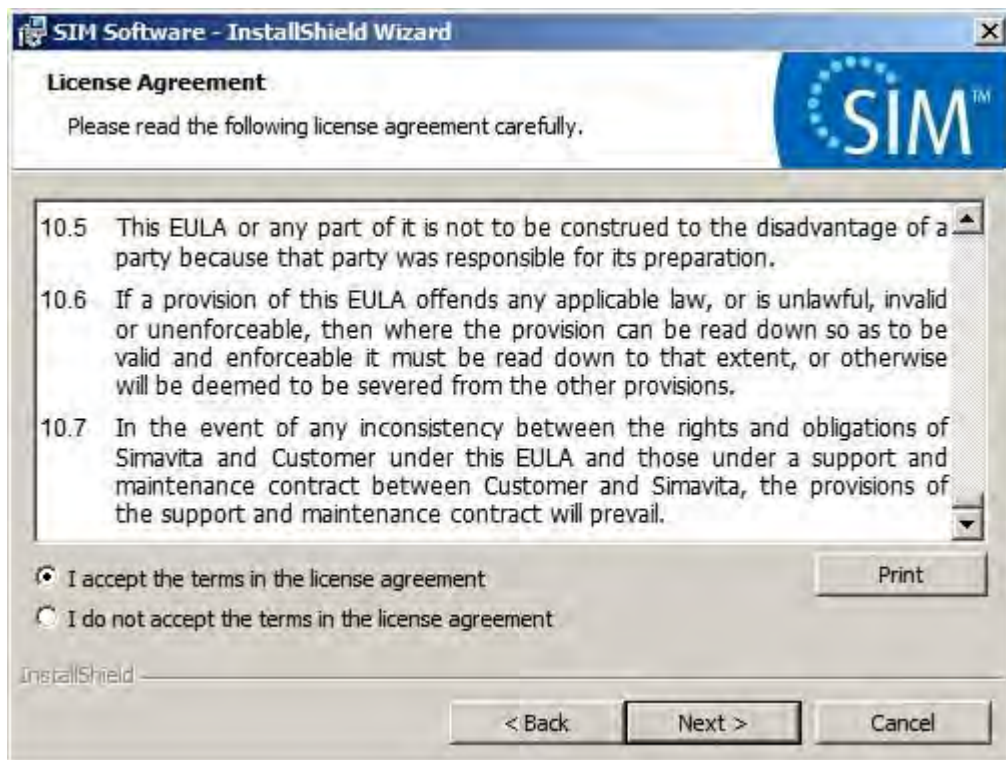 SIM Software - InstallShield Wizard
License Agreement
Please read the following license agreement carefully.
SIM™
10.5 This EULA or any part of it is not to be construed to the disadvantage of a
party because that party was responsible for its preparation.
10.6 If a provision of this EULA offends any applicable law, or is unlawful, invalid
or unenforceable, then where the provision can be read down so as to be
valid and enforceable it must be read down to that extent, or otherwise
will be deemed to be severed from the other provisions.
10.7 In the event of any inconsistency between the rights and obligations of
Simavita and Customer under this EULA and those under a support and
maintenance contract between Customer and Simavita, the provisions of
the support and maintenance contract will prevail.
I accept the terms in the license agreement
Print
I do not accept the terms in the license agreement
InstallShield
< Back
Next >
Cancel